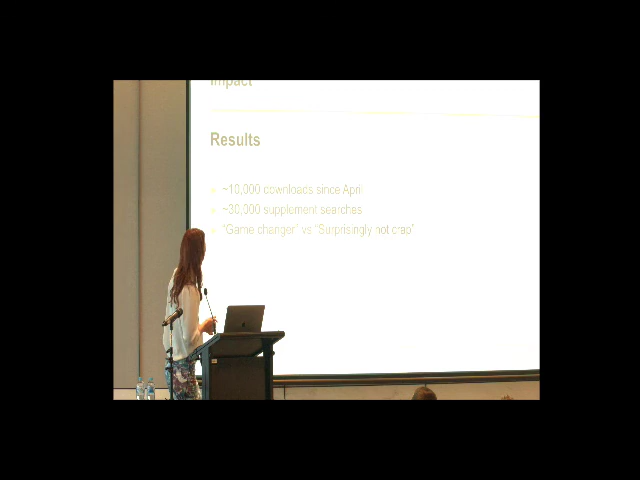 Impact
Results
~10,000 downloads since April
~30,000 supplement searches
"Game changer" vs "Surprisingly not crap"